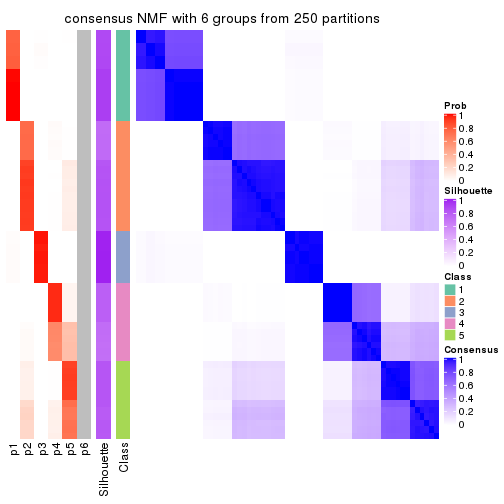 consensus NMF with 6 groups from 250 partitions
Prob
1
0.8
0.6
0.4
0.2
0
Silhouette
1
0.8
0.6
0.4
0.2
0
Class
1
2
3
4
5
Consensus
1
0.8
0.6
0.4
0.2
0
p1
p2
p3
p4
p5
p6
Silhouette
Class